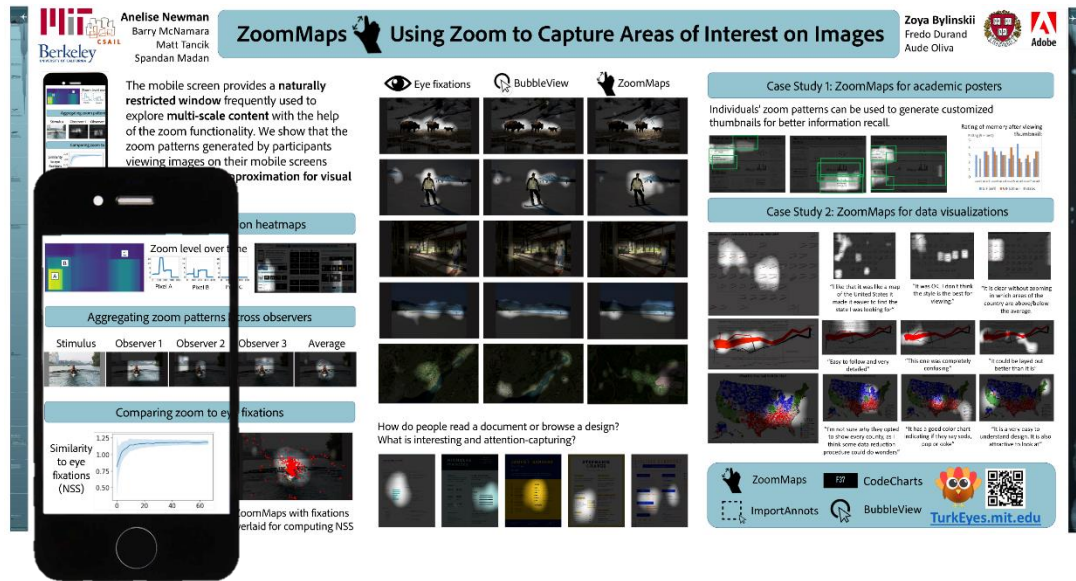 MIT
CSAIL
Berkeley
UNIVERSITY OF CALIFORNIA
Anelise Newman
Barry McNamara
Matt Tancik
Spandan Madan
ZoomMaps Using Zoom to Capture Areas of Interest on Images
Zoya Bylinskii
Fredo Durand
Aude Oliva
Adobe
The mobile screen provides a naturally
restricted window frequently used to
explore multi-scale content with the help
of the zoom functionality. We show that the
zoom patterns generated by participants
viewing images on their mobile screens
approximation for visual
on heatmaps
Zoom level over time
A
B
C
Pixel A
Pixel B
Aggregating zoom patterns across observers
Stimulus
Observer 1
Observer 2
Observer 3
Average
Comparing zoom to eye fixations
Similarity
to eye
fixations
(NSS)
1.25
1.00
0.75
0.50
0
20
40
60
ZoomMaps with fixations
overlaid for computing NSS
Eye fixations
BubbleView
ZoomMaps
How do people read a document or browse a design?
What is interesting and attention-capturing?
Case Study 1: ZoomMaps for academic posters
Individuals' zoom patterns can be used to generate customized
thumbnails for better information recall.
Rating of memory after viewing
thumbnail
Case Study 2: ZoomMaps for data visualizations
"I like that it was like a map
of the United States it
made it easier to find the
state I was looking for"
"It was OK. I don't think
the style is the best for
viewing."
"It is clear without zooming
in which areas of the
country are above/below
the average.
"Easy to follow and very
detailed"
"This one was completely
confusing"
"It could be layed out
better than it is"
"I'm not sure why they opted
to show every county, as I
think some data reduction
procedure could do wonders"
"It has a good color chart
indicating if they say soda,
pop or coke"
"It is a very easy to
understand design. It is also
attractive to look at"
ZoomMaps
F37
CodeCharts
ImportAnnots
BubbleView
TurkEyes.mit.edu